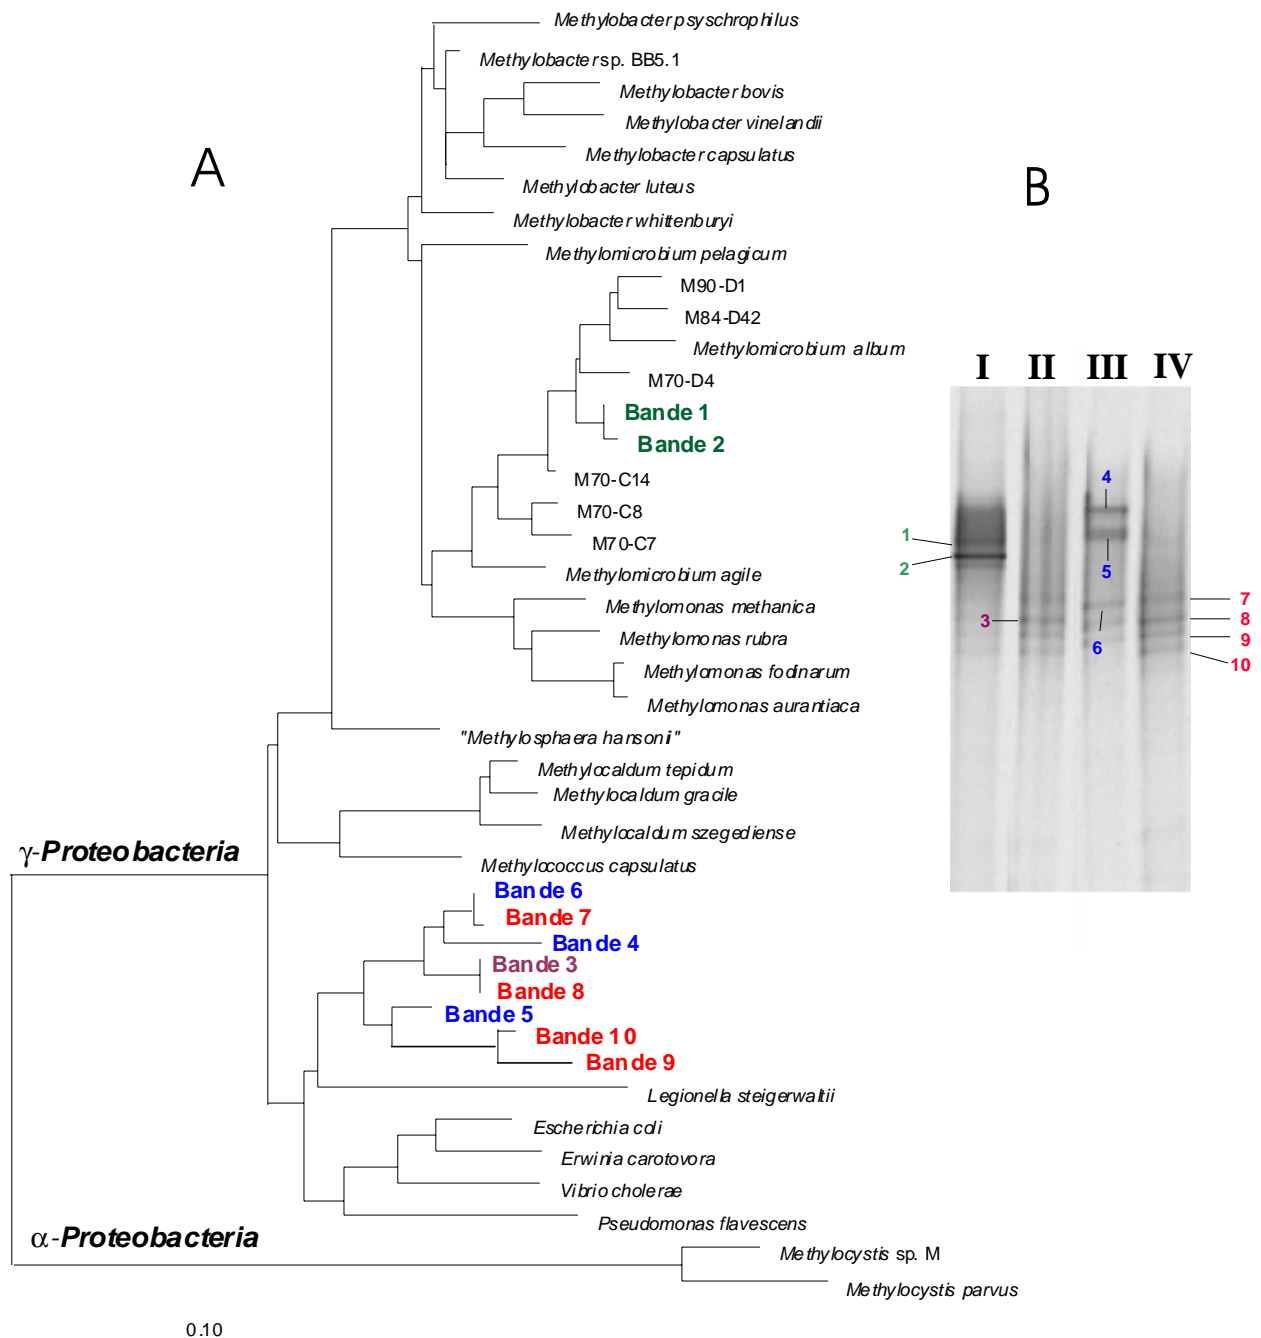 Methylobacter psyschrophilus
Methylobacter sp. BB5.1
Methylobacter bovis
Methylobacter vinelandii
Methylobacter capsulatus
A
Methylobacter luteus
B
Methylobacter whittenburyi
Methylomicrobium pelagicum
M90-D1
M84-D42
Methylomicrobium album
M70-D4
Bande 1
Bande 2
M70-C14
M70-C8
M70-C7
Methylomicrobium agile
Methylomonas methanica
Methylomonas rubra
Methylomonas fodinarum
Methylomonas aurantiaca
"Methylosphaera hansonii"
Methylocaldum tepidum
Methylocaldum gracile
Methylocaldum szegediense
γ-Proteobacteria
Methylococcus capsulatus
Bande 6
Bande 7
Bande 4
Bande 3
Bande 8
Bande 5
Bande 10
Bande 9
Legionella steigerwaltii
Escherichia coli
Erwinia carotovora
Vibrio cholerae
Pseudomonas flavescens
α-Proteobacteria
Methylocystis sp. M
Methylocystis parvus
0.10
I II III IV
4
1
2
5
3
6
7
8
9
10